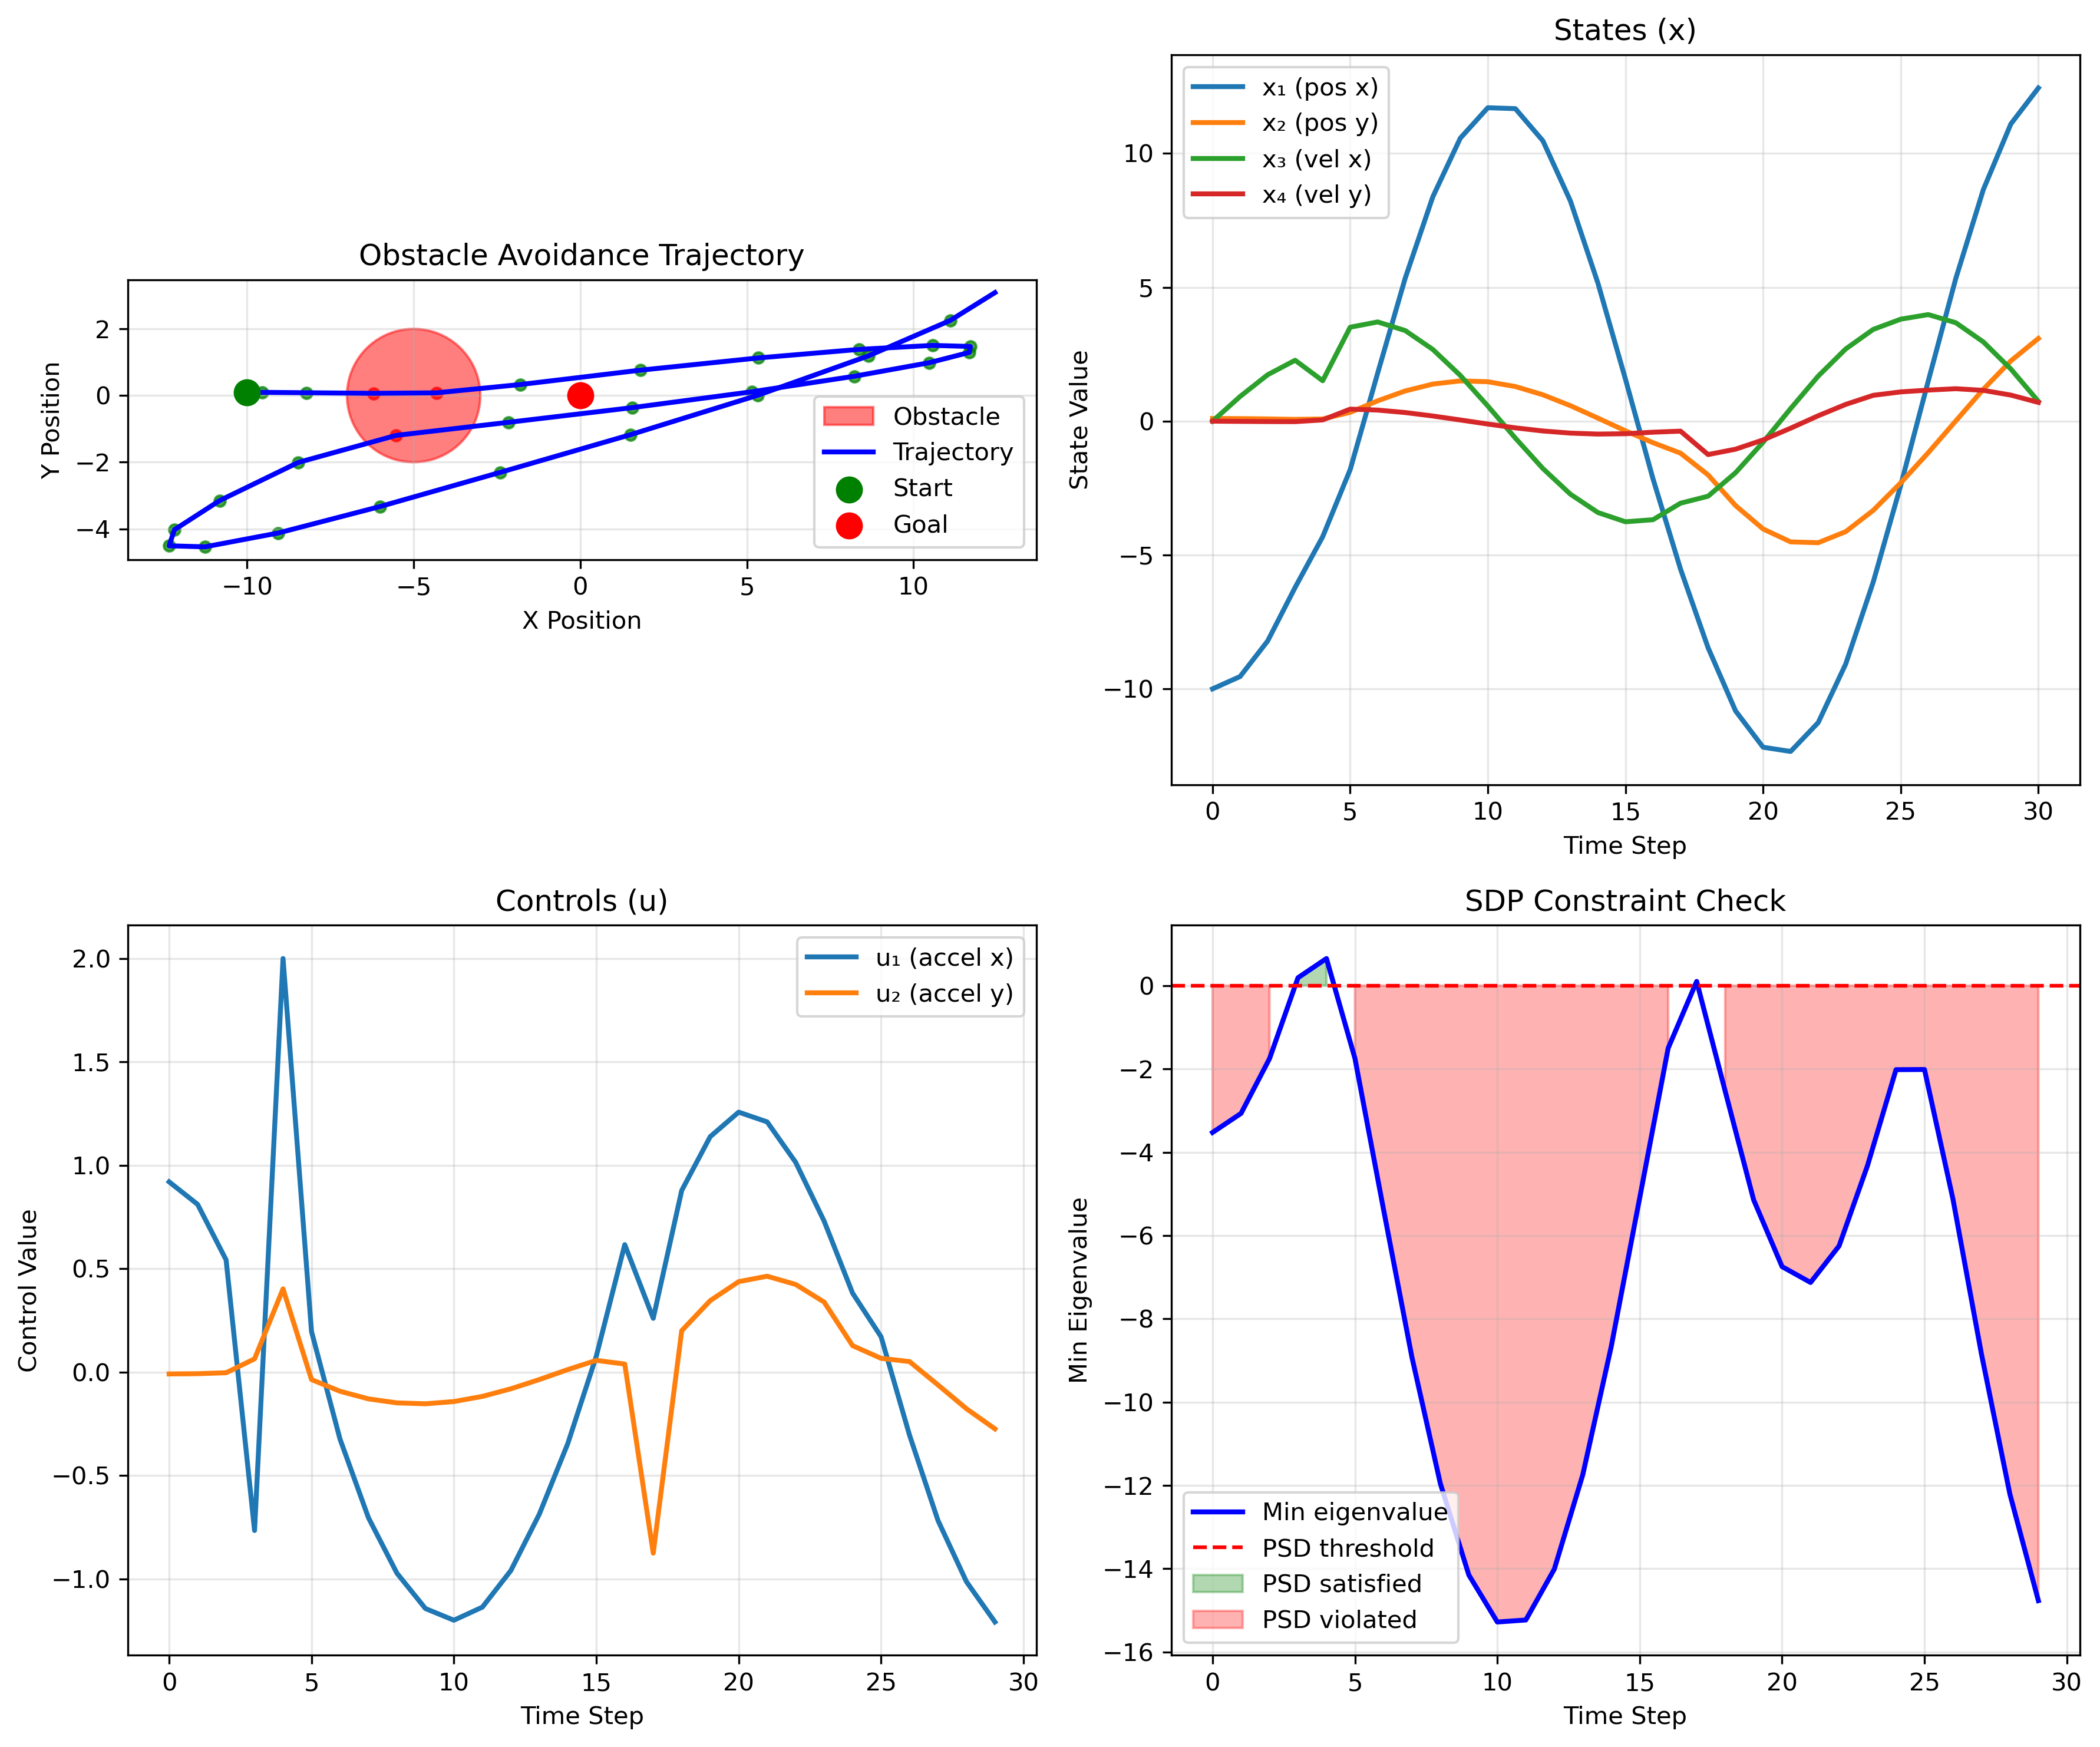 Obstacle Avoidance Trajectory
2
0
−2
−4
Y Position
−10
−5
0
5
10
X Position
Obstacle
Trajectory
Start
Goal
States (x)
x₁ (pos x)
x₂ (pos y)
x₃ (vel x)
x₄ (vel y)
10
5
0
−5
−10
State Value
0
5
10
15
20
25
30
Time Step
Controls (u)
u₁ (accel x)
u₂ (accel y)
2.0
1.5
1.0
0.5
0.0
−0.5
−1.0
Control Value
0
5
10
15
20
25
30
Time Step
SDP Constraint Check
0
−2
−4
−6
−8
−10
−12
−14
−16
Min Eigenvalue
Min eigenvalue
PSD threshold
PSD satisfied
PSD violated
0
5
10
15
20
25
30
Time Step